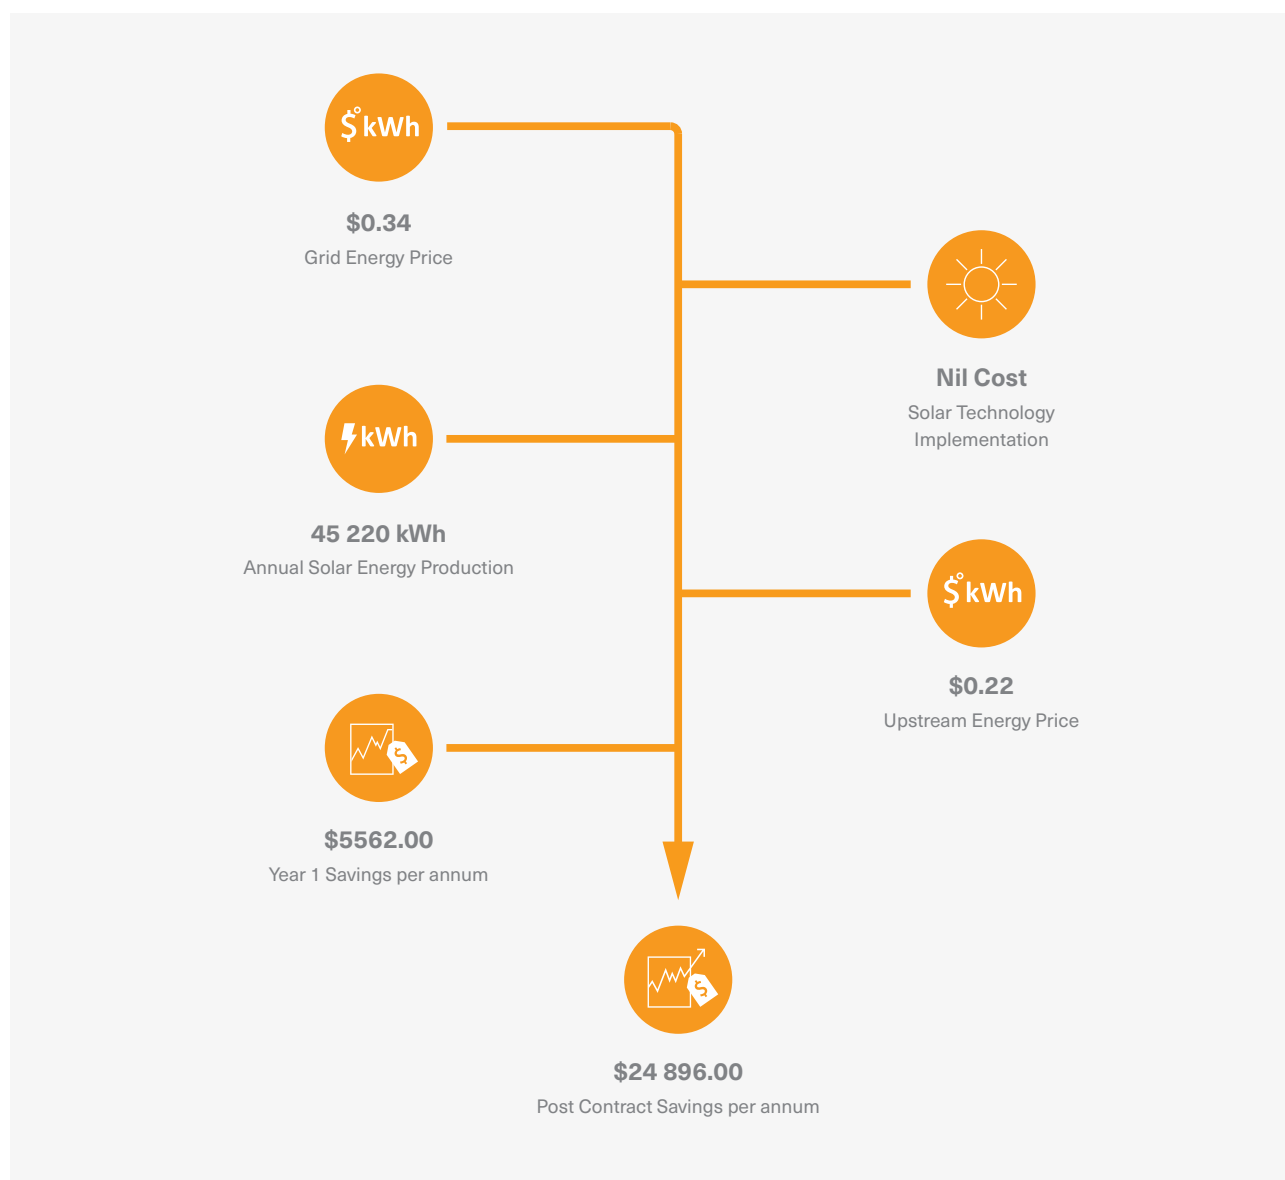 $°kWh
$0.34
Grid Energy Price
Nil Cost
Solar Technology
Implementation
kWh
45 220 kWh
Annual Solar Energy Production
$°kWh
$0.22
Upstream Energy Price
$
$5562.00
Year 1 Savings per annum
$
$24 896.00
Post Contract Savings per annum